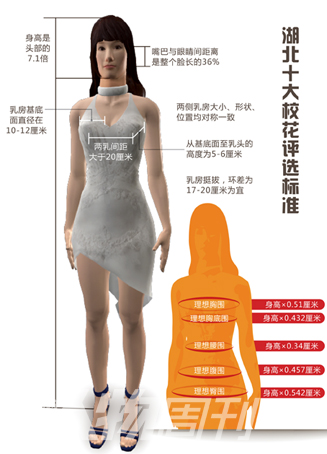 湖北十大校花评选标准
身高是
头部的
7.1倍
嘴巴与眼睛间距离
是整个脸长的36%
乳房基底
面直径在
10-12厘米
两侧乳房大小、形状、
位置均对称一致
两乳间距
大于20厘米
从基底面至乳头的
高度为5-6厘米
乳房挺拔，环差为
17-20厘米为宜
理想胸围
身高×0.51厘米
理想胸底围
身高×0.432厘米
理想腰围
身高×0.34厘米
理想腹围
身高×0.457厘米
理想臀围
身高×0.542厘米
周刊